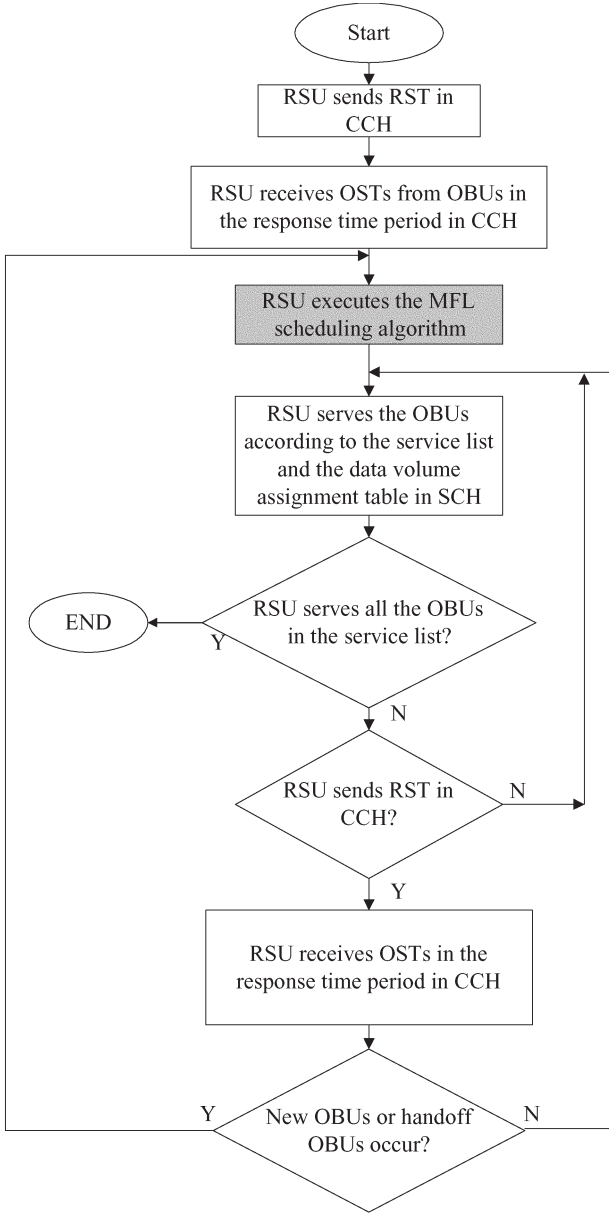 Start
RSU sends RST in
CCH
RSU receives OSTs from OBUs in
the response time period in CCH
RSU executes the MFL
scheduling algorithm
RSU serves the OBUs
according to the service list
and the data volume
assignment table in SCH
RSU serves all the OBUs
in the service list?
END
Y
N
RSU sends RST in
CCH?
N
Y
RSU receives OSTs in the
response time period in CCH
New OBUs or handoff
OBUs occur?
Y
N